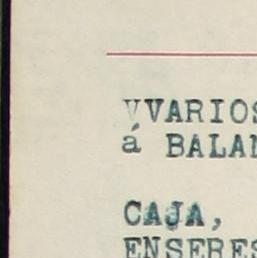 VVARIOS
á BALAN
CAJA,
ENSERES